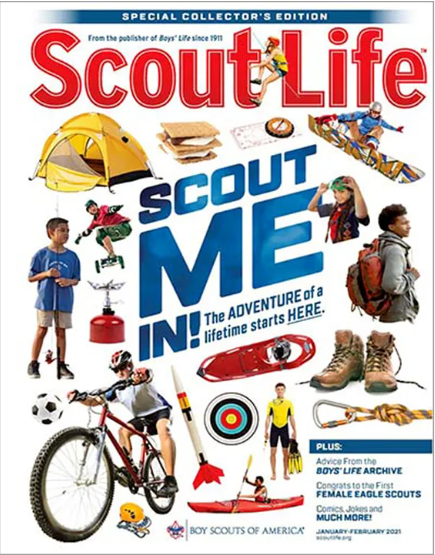 SPECIAL COLLECTOR'S EDITION
From the publisher of Boys' Life since 1911
Scout Life™
SCOUT
ME
IN!
The ADVENTURE of a
lifetime starts HERE.
PLUS:
Advice From the
BOYS' LIFE ARCHIVE
Congrats to the First
FEMALE EAGLE SCOUTS
Comics, Jokes and
MUCH MORE!
BOY SCOUTS OF AMERICA®
JANUARY-FEBRUARY 2021
scoutlife.org